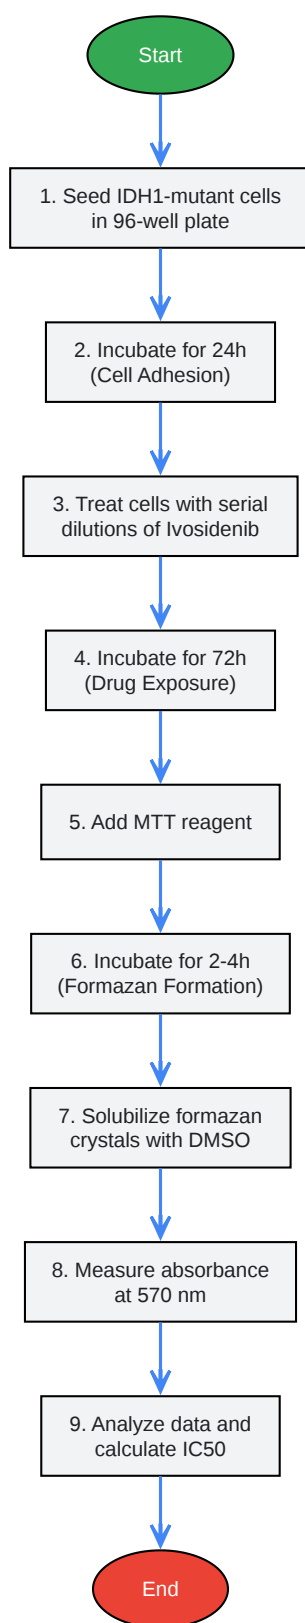 Start
1. Seed IDH1-mutant cells
in 96-well plate
2. Incubate for 24h
(Cell Adhesion)
3. Treat cells with serial
dilutions of Ivosidenib
4. Incubate for 72h
(Drug Exposure)
5. Add MTT reagent
6. Incubate for 2-4h
(Formazan Formation)
7. Solubilize formazan
crystals with DMSO
8. Measure absorbance
at 570 nm
9. Analyze data and
calculate IC50
End